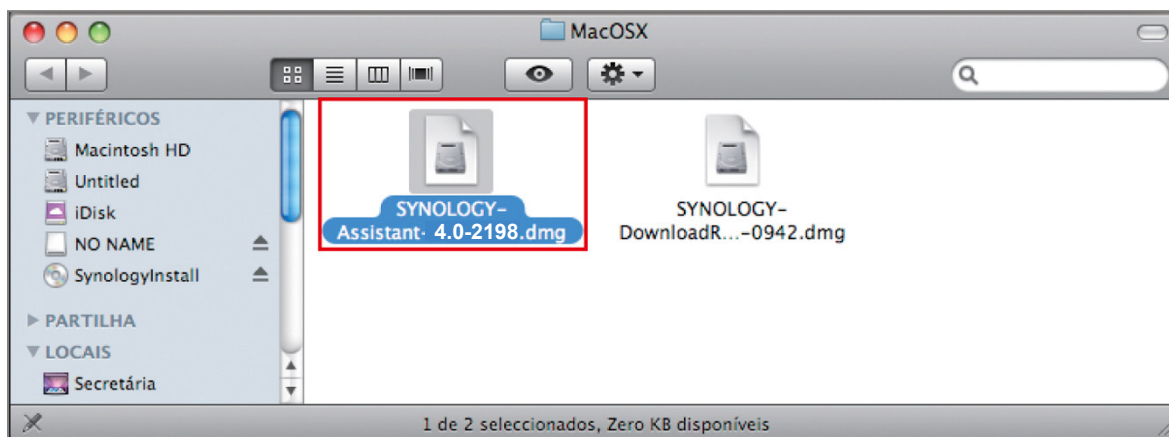 MacOSX
PERIFÉRICOS
Macintosh HD
Untitled
iDisk
NO NAME
SynologyInstall
PARTILHA
LOCAIS
Secretária
SYNOLOGY-
Assistant- 4.0-2198.dmg
SYNOLOGY-
DownloadR...-0942.dmg
1 de 2 seleccionados, Zero KB disponíveis